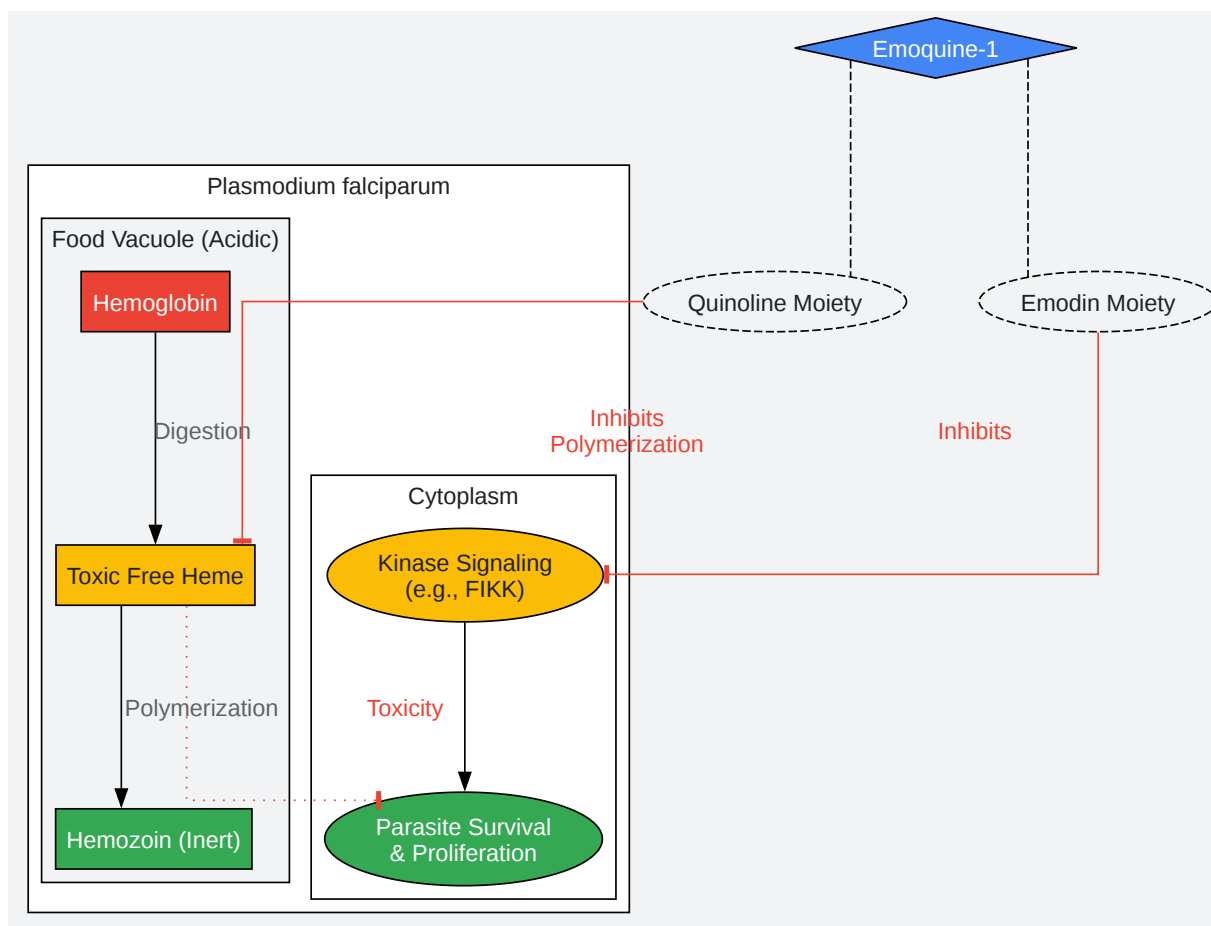 Emoquine-1
Plasmodium falciparum
Food Vacuole (Acidic)
Hemoglobin
Quinoline Moiety
Emodin Moiety
Digestion
Inhibits
Polymerization
Inhibits
Cytoplasm
Toxic Free Heme
Kinase Signaling
(e.g., FIKK)
Polymerization
Toxicity
Hemozoin (Inert)
Parasite Survival
& Proliferation